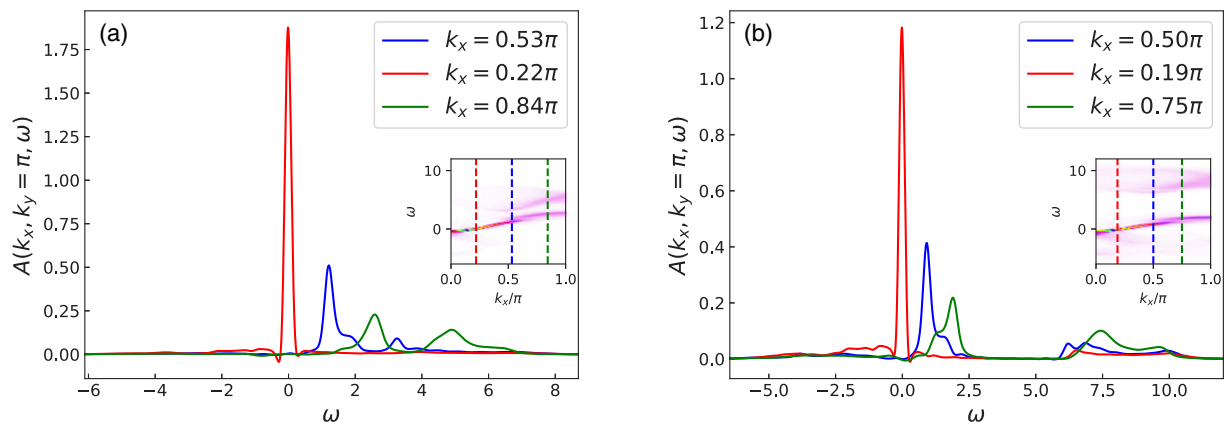 (a)
k_x = 0.53π
k_x = 0.22π
k_x = 0.84π
A(k_x, k_y = π, ω)
1.75
1.50
1.25
1.00
0.75
0.50
0.25
0.00
−6 −4 −2 0 2 4 6 8
ω
10
0
ω
0.0 0.5 1.0
k_x/π
(b)
k_x = 0.50π
k_x = 0.19π
k_x = 0.75π
A(k_x, k_y = π, ω)
1.2
1.0
0.8
0.6
0.4
0.2
0.0
−5.0 −2.5 0.0 2.5 5.0 7.5 10.0
ω
10
0
ω
0.0 0.5 1.0
k_x/π